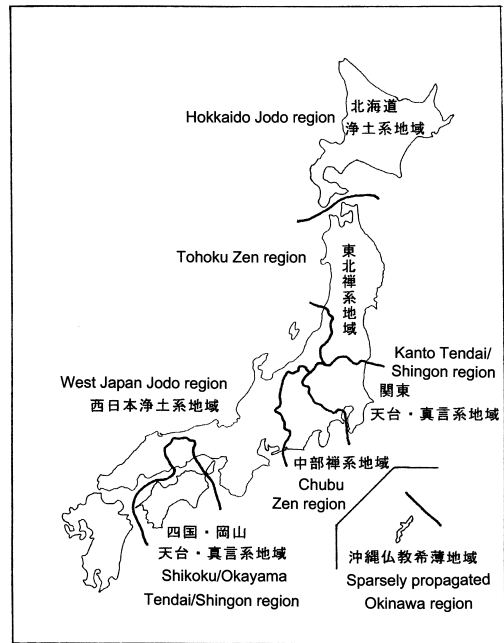 北海道
Hokkaido Jodo region
浄土系地域
Tohoku Zen region
東北禅系地域
Kanto Tendai/
Shingon region
関東
天台・真言系地域
West Japan Jodo region
西日本浄土系地域
中部禅系地域
Chubu
Zen region
四国・岡山
天台・真言系地域
Shikoku/Okayama
Tendai/Shingon region
沖縄仏教希薄地域
Sparsely propagated
Okinawa region